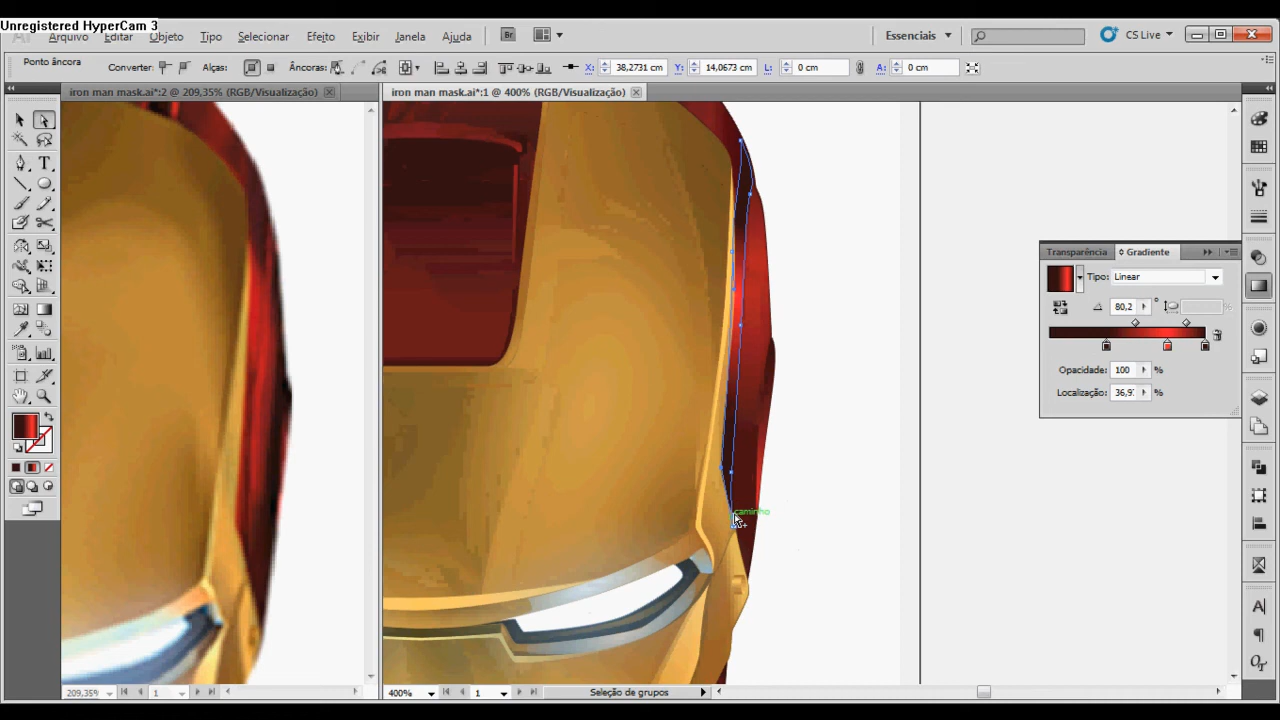 Unregistered HyperCam 3
Arquivo Editar Objeto Tipo Selecionar Efeito Exibir Janela Ajuda Br Essenciais CS Live
Ponto âncora Converter: Alças: Âncoras: X: 38,2731 cm Y: 14,0673 cm L: 0 cm A: 0 cm
iron man mask.ai*:2 @ 209,35% (RGB/Visualização) iron man mask.ai*:1 @ 400% (RGB/Visualização)
Transparência Gradiente
Tipo: Linear
80,2 ° %
Opacidade: 100 %
Localização: 36,9 %
caminho
209,35% 1 400% 1 Seleção de grupos